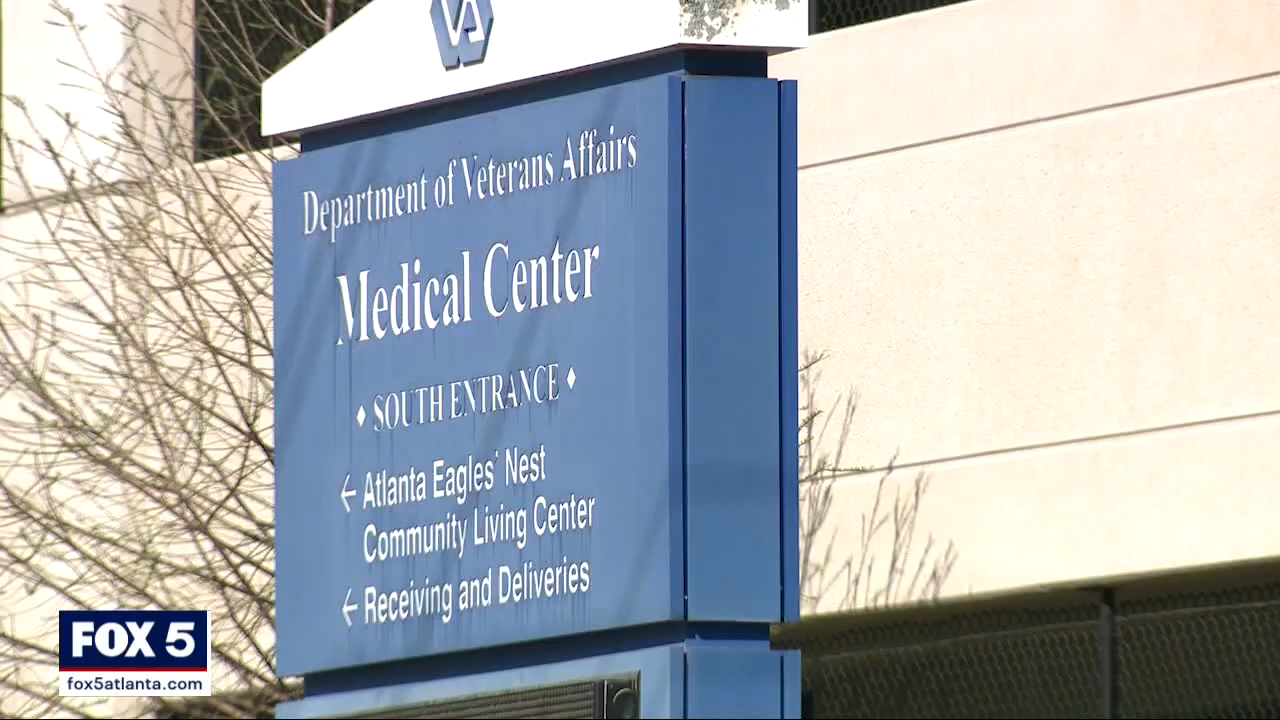 VA
Department of Veterans Affairs
Medical Center
♦ SOUTH ENTRANCE ♦
← Atlanta Eagles' Nest
Community Living Center
← Receiving and Deliveries
FOX 5
fox5atlanta.com